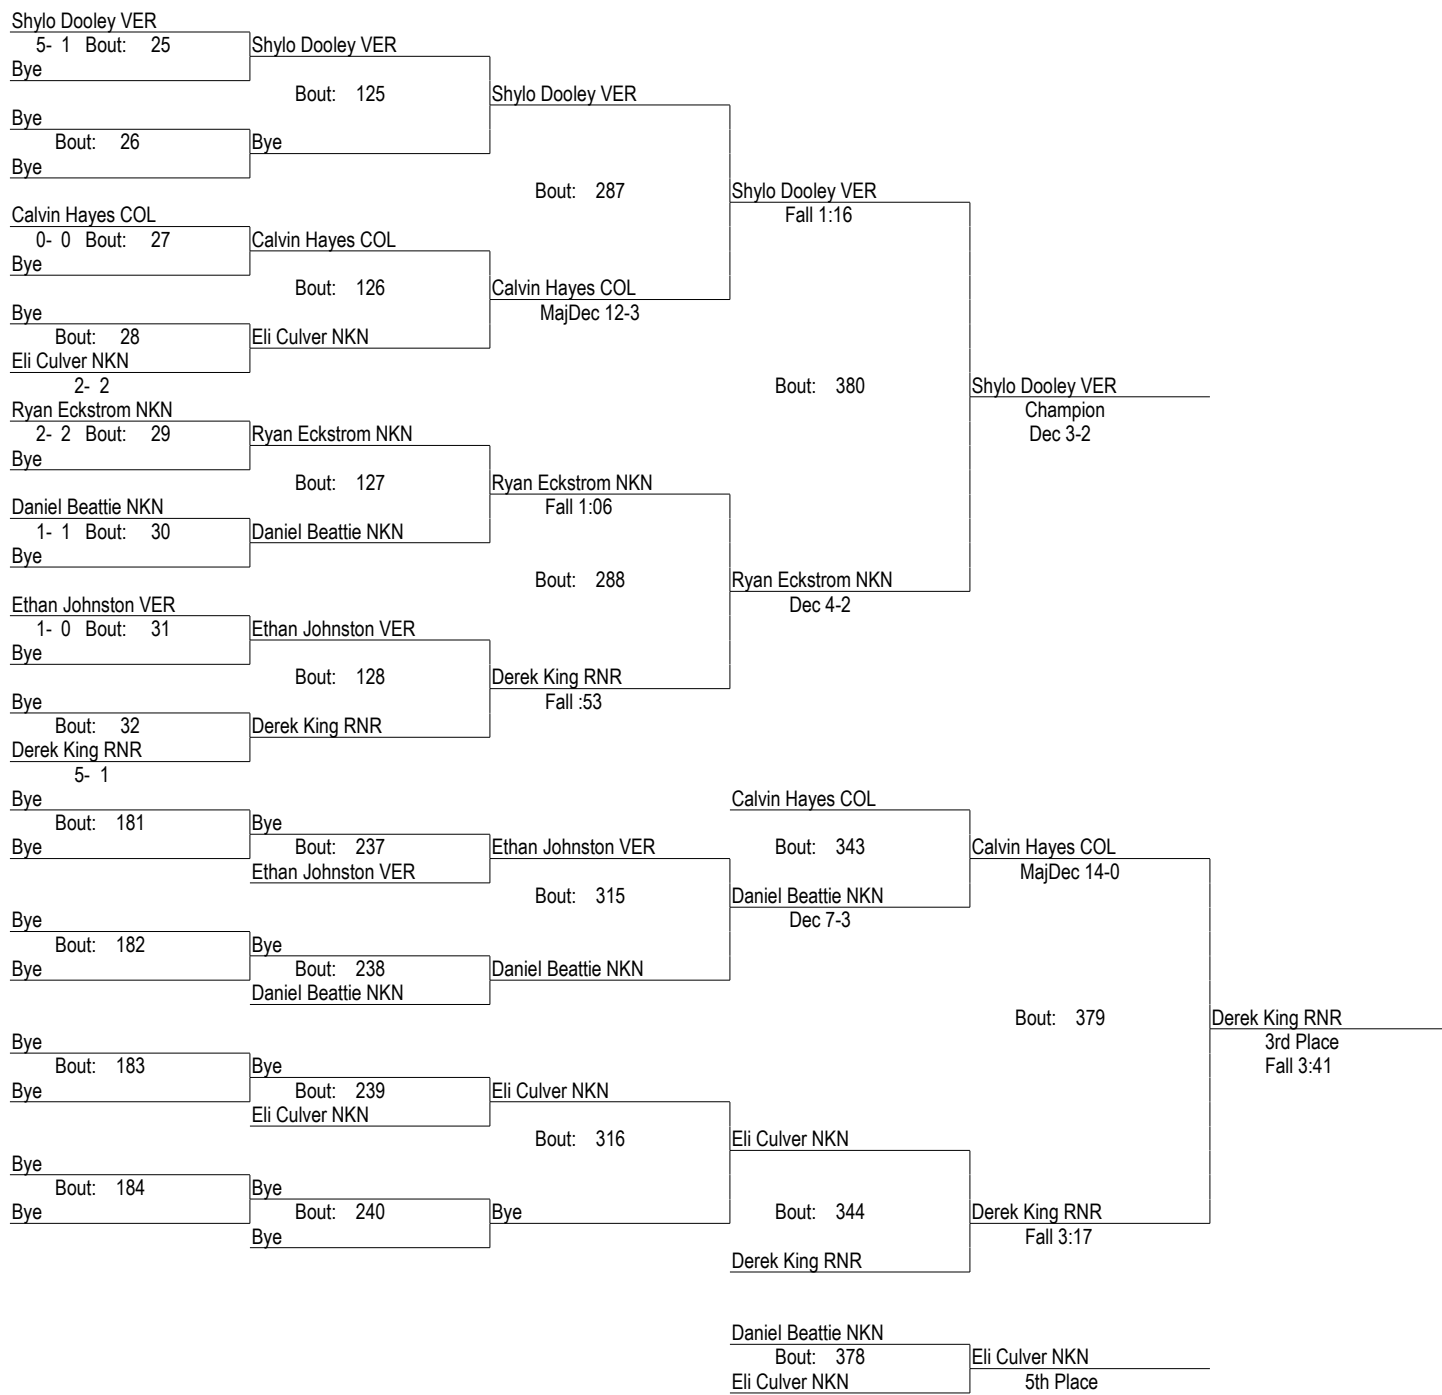 Shylo Dooley VER
5- 1 Bout: 25
Shylo Dooley VER
Bye
Bout: 125
Shylo Dooley VER
Bye
Bout: 26
Bye
Bye
Bout: 287
Shylo Dooley VER
Fall 1:16
Calvin Hayes COL
0- 0 Bout: 27
Calvin Hayes COL
Bye
Bout: 126
Calvin Hayes COL
MajDec 12-3
Bye
Bout: 28
Eli Culver NKN
Eli Culver NKN
2- 2
Bout: 380
Shylo Dooley VER
Champion
Dec 3-2
Ryan Eckstrom NKN
2- 2 Bout: 29
Ryan Eckstrom NKN
Bye
Bout: 127
Ryan Eckstrom NKN
Fall 1:06
Daniel Beattie NKN
1- 1 Bout: 30
Daniel Beattie NKN
Bye
Bout: 288
Ryan Eckstrom NKN
Dec 4-2
Ethan Johnston VER
1- 0 Bout: 31
Ethan Johnston VER
Bye
Bout: 128
Derek King RNR
Fall :53
Bye
Bout: 32
Derek King RNR
Derek King RNR
5- 1
Bye
Bout: 181
Bye
Bye
Bout: 237
Ethan Johnston VER
Ethan Johnston VER
Calvin Hayes COL
Bout: 343
Calvin Hayes COL
MajDec 14-0
Bout: 315
Daniel Beattie NKN
Dec 7-3
Bye
Bout: 182
Bye
Bye
Bout: 238
Daniel Beattie NKN
Daniel Beattie NKN
Bout: 379
Derek King RNR
3rd Place
Fall 3:41
Bye
Bout: 183
Bye
Bye
Bout: 239
Eli Culver NKN
Eli Culver NKN
Bout: 316
Eli Culver NKN
Bye
Bout: 184
Bye
Bye
Bout: 240
Bye
Bye
Bout: 344
Derek King RNR
Fall 3:17
Derek King RNR
Daniel Beattie NKN
Bout: 378
Eli Culver NKN
Eli Culver NKN
5th Place